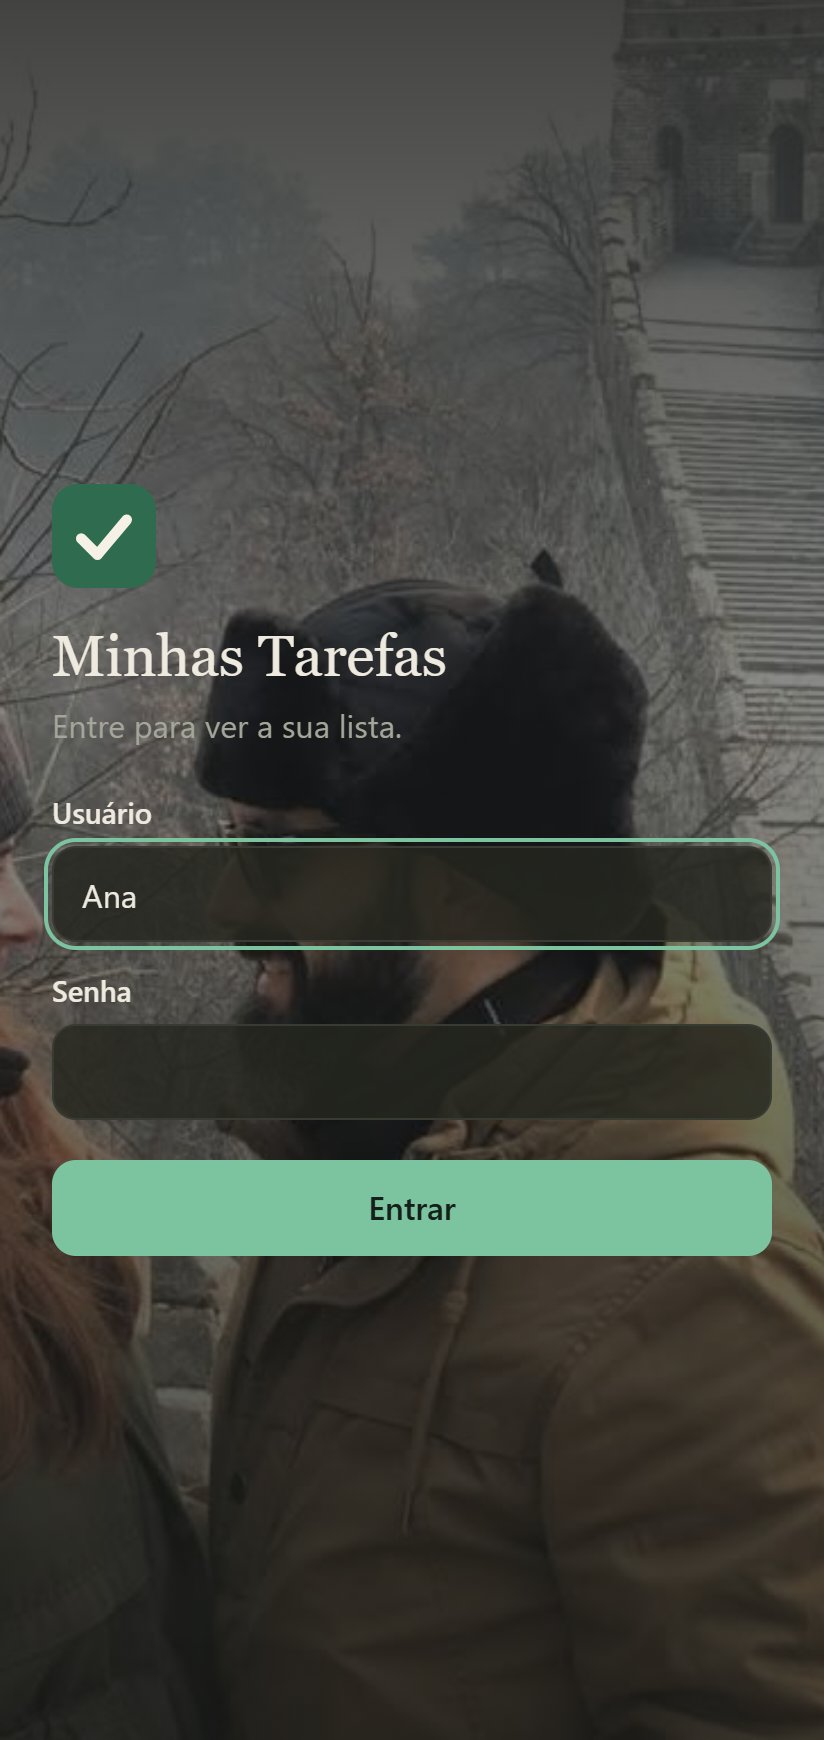 Minhas Tarefas
Entre para ver a sua lista.
Usuário
Ana
Senha
Entrar